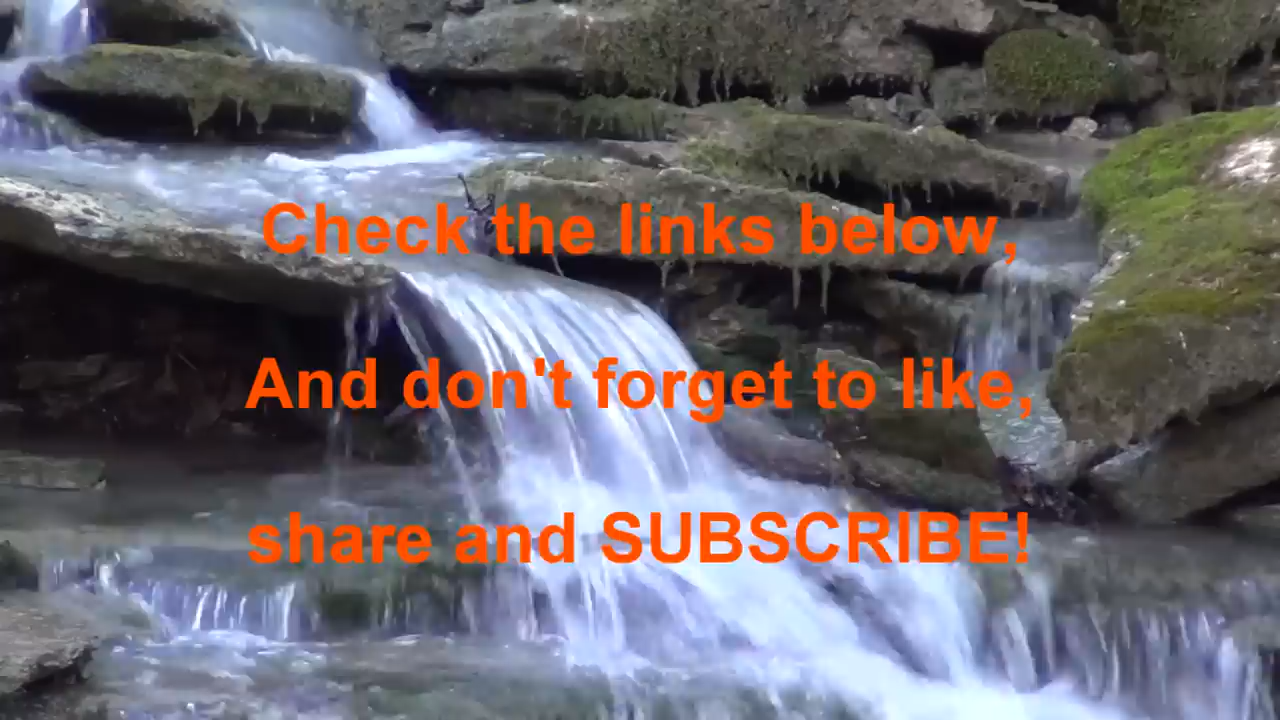 Check the links below,
And don't forget to like,
share and SUBSCRIBE!